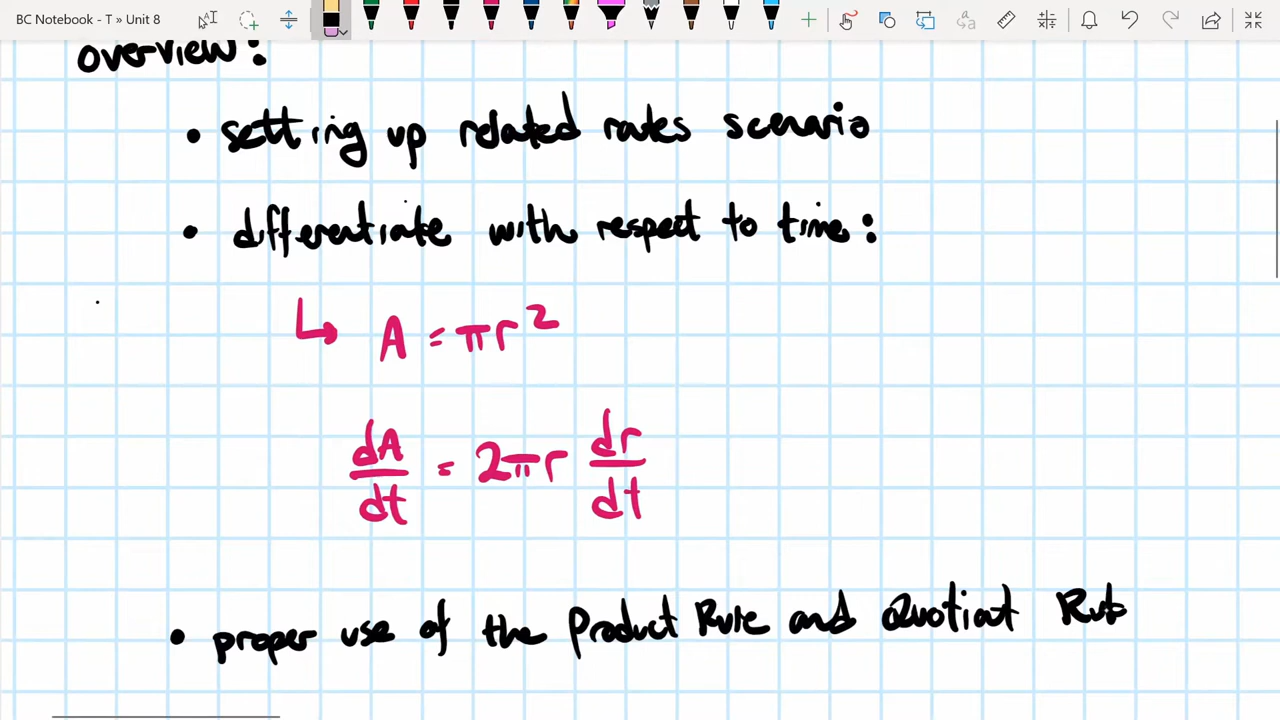 BC Notebook - T » Unit 8
overview:
• setting up related rates scenario
• differentiate with respect to time:
↳ A = πr²
dA/dt = 2πr dr/dt
• proper use of the Product Rule and Quotient Rule